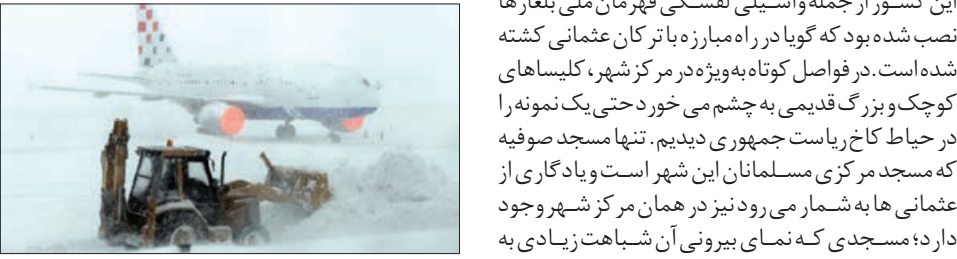 این کشور از جمله واسیلی لفسکی قهرمان ملی بلغارها
نصب شده بود که گویا در راه مبارزه با ترکان عثمانی کشته
شده است. در فواصل کوتاه به‌ویژه در مرکز شهر، کلیساهای
کوچک و بزرگ قدیمی به چشم می خورد حتی یک نمونه را
در حیاط کاخ ریاست جمهوری دیدیم. تنها مسجد صوفیه
که مسجد مرکزی مسلمانان این شهر است و یادگاری از
عثمانی ها به شمار می رود نیز در همان مرکز شهر وجود
دارد؛ مسجدی که نمای بیرونی آن شباهت زیادی به